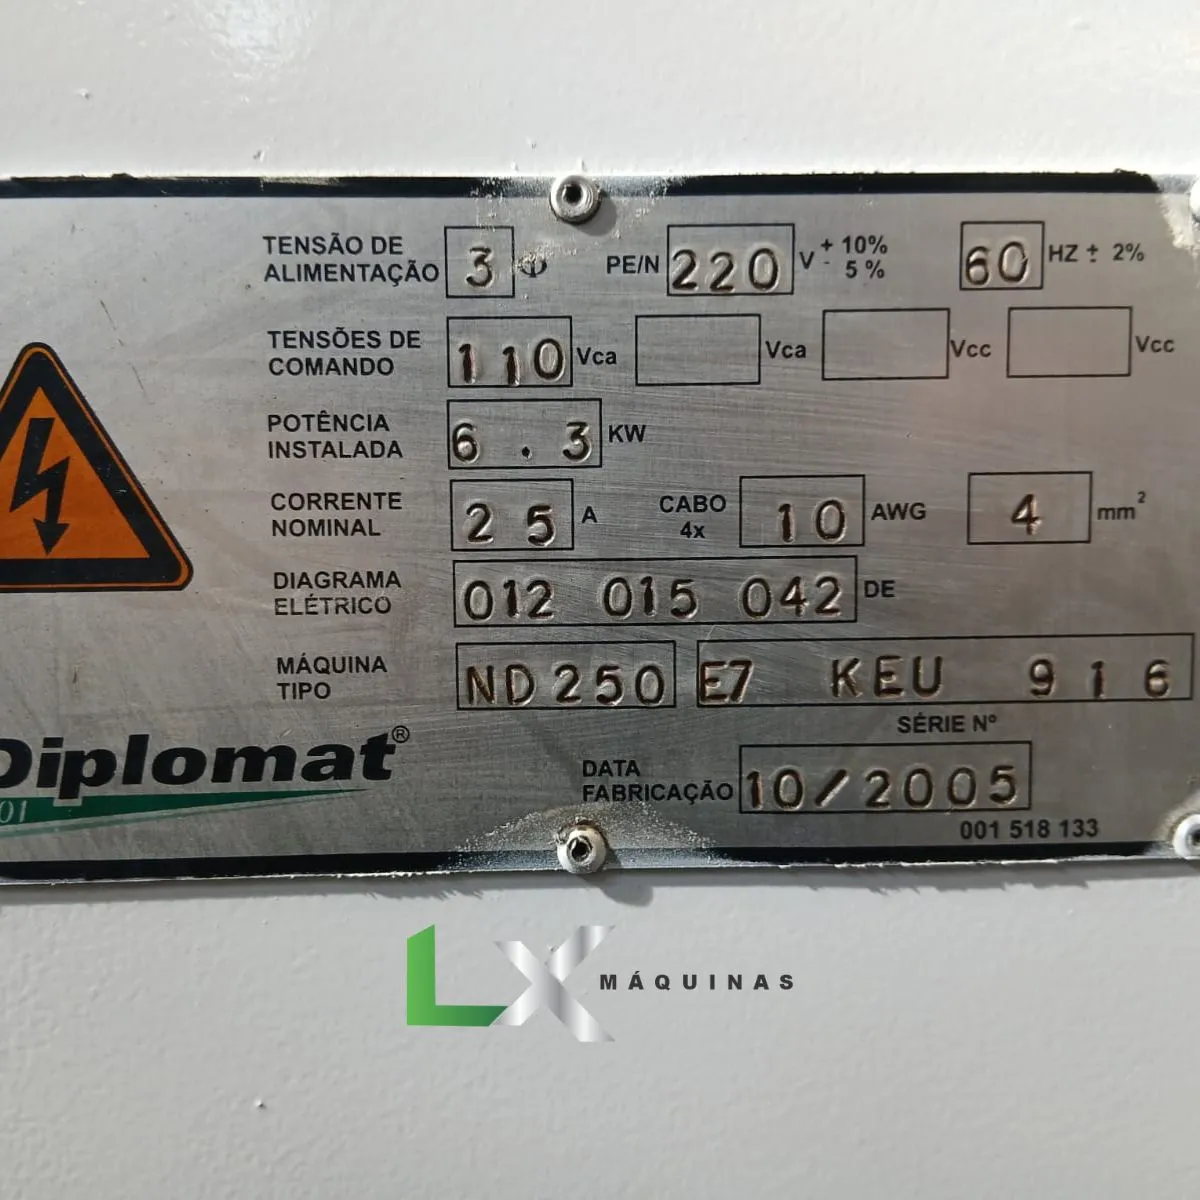 TENSÃO DE ALIMENTAÇÃO 3 Φ PE/N 220 V + 10% - 5 % 60 HZ ± 2%
TENSÕES DE COMANDO 110 Vca Vca Vcc Vcc
POTÊNCIA INSTALADA 6.3 KW
CORRENTE NOMINAL 25 A CABO 4x 10 AWG 4 mm²
DIAGRAMA ELÉTRICO 012 015 042 DE
MÁQUINA TIPO ND250 E7 KEU 916
SÉRIE Nº
Diplomat®
01
DATA FABRICAÇÃO 10/2005
001 518 133
LX MÁQUINAS